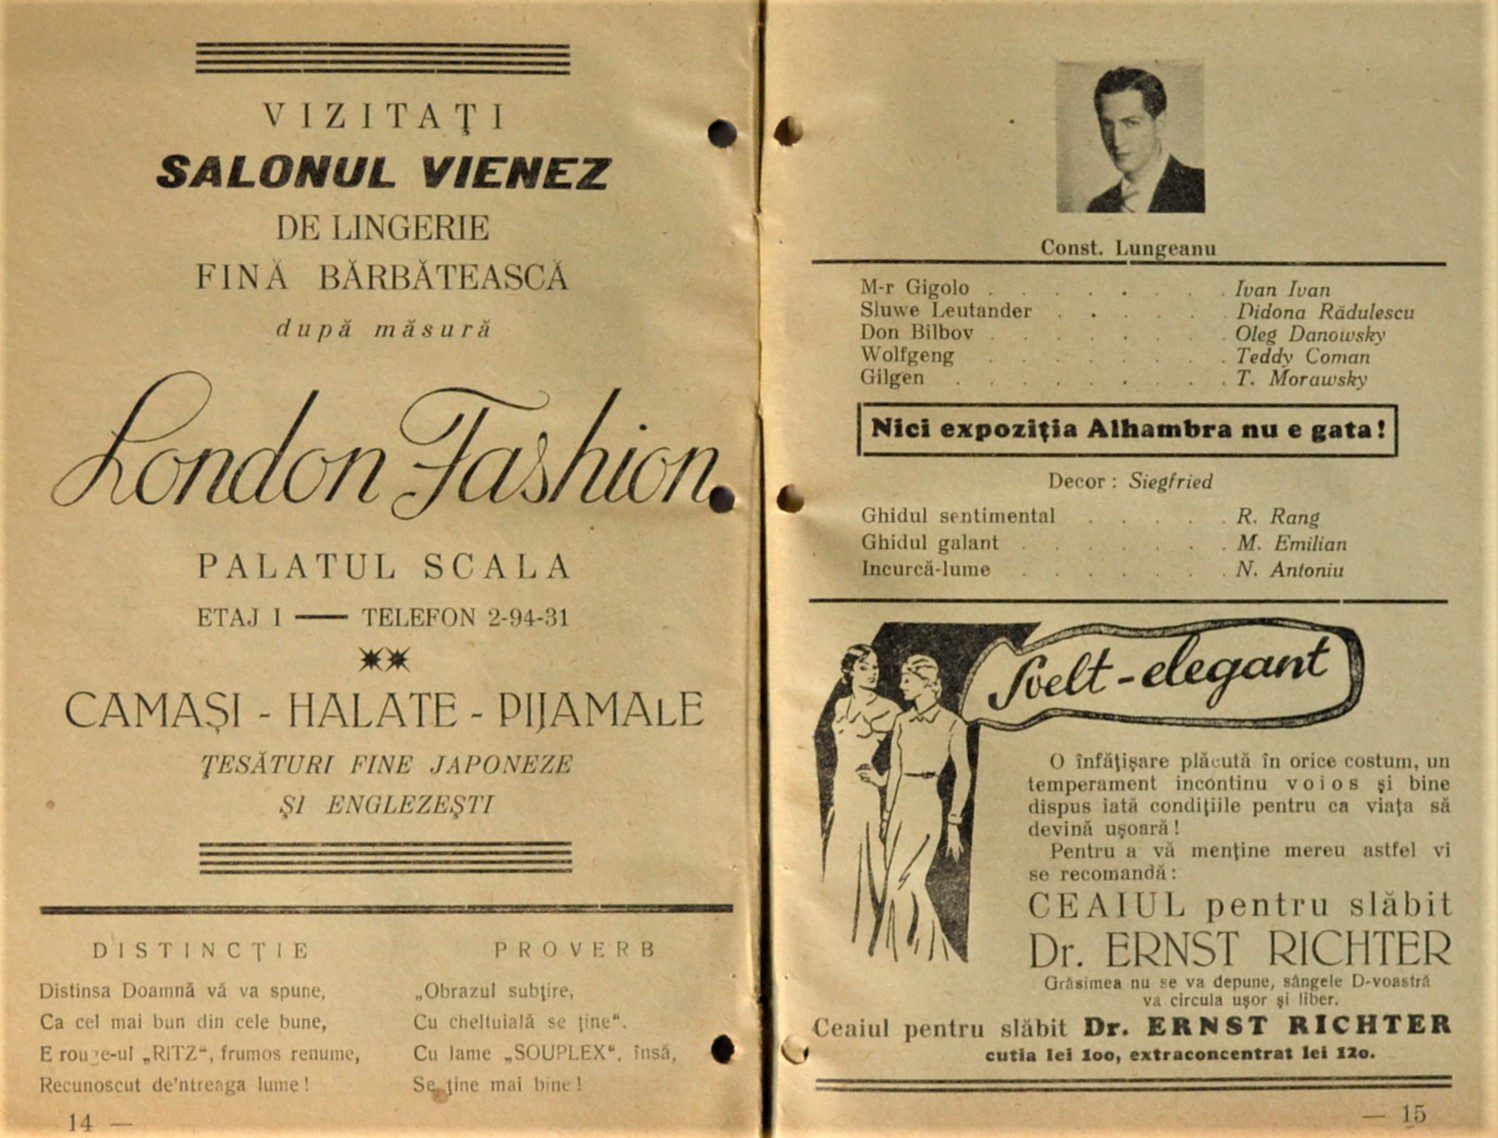 VIZITAŢI
SALONUL VIENEZ
DE LINGERIE
FINĂ BĂRBĂTEASCĂ
după măsură
London Fashion.
PALATUL SCALA
ETAJ I — TELEFON 2-94-31
CAMAȘI - HALATE - PIJAMALE
ŢESĂTURI FINE JAPONEZE
ŞI ENGLEZEŞTI
DISTINCŢIE
Distinsa Doamnă vă va spune,
Ca cel mai bun din cele bune,
E rouge-ul „RITZ“, frumos renume,
Recunoscut de'ntreaga lume!
PROVERB
„Obrazul subţire,
Cu cheltuială se ţine“.
Cu lame „SOUPLEX“, însă,
Se ţine mai bine!
14 —
Const. Lungeanu
M-r Gigolo . . . . . . . Ivan Ivan
Sluwe Leutander . . . . . Didona Rădulescu
Don Bilbov . . . . . . . Oleg Danowsky
Wolfgeng . . . . . . . Teddy Coman
Gilgen . . . . . . . . T. Morawsky
Nici expoziţia Alhambra nu e gata!
Decor: Siegfried
Ghidul sentimental . . . . . R. Rang
Ghidul galant . . . . . . . M. Emilian
Incurcă-lume . . . . . . . N. Antoniu
Svelt-elegant
O înfăţişare plăcută în orice costum, un
temperament incontinu voios şi bine
dispus iată condiţiile pentru ca viaţa să
devină uşoară!
Pentru a vă menţine mereu astfel vi
se recomandă:
CEAIUL pentru slăbit
Dr. ERNST RICHTER
Grăsimea nu se va depune, sângele D-voastră
va circula uşor şi liber.
Ceaiul pentru slăbit Dr. ERNST RICHTER
cutia lei 100, extraconcentrat lei 120.
— 15